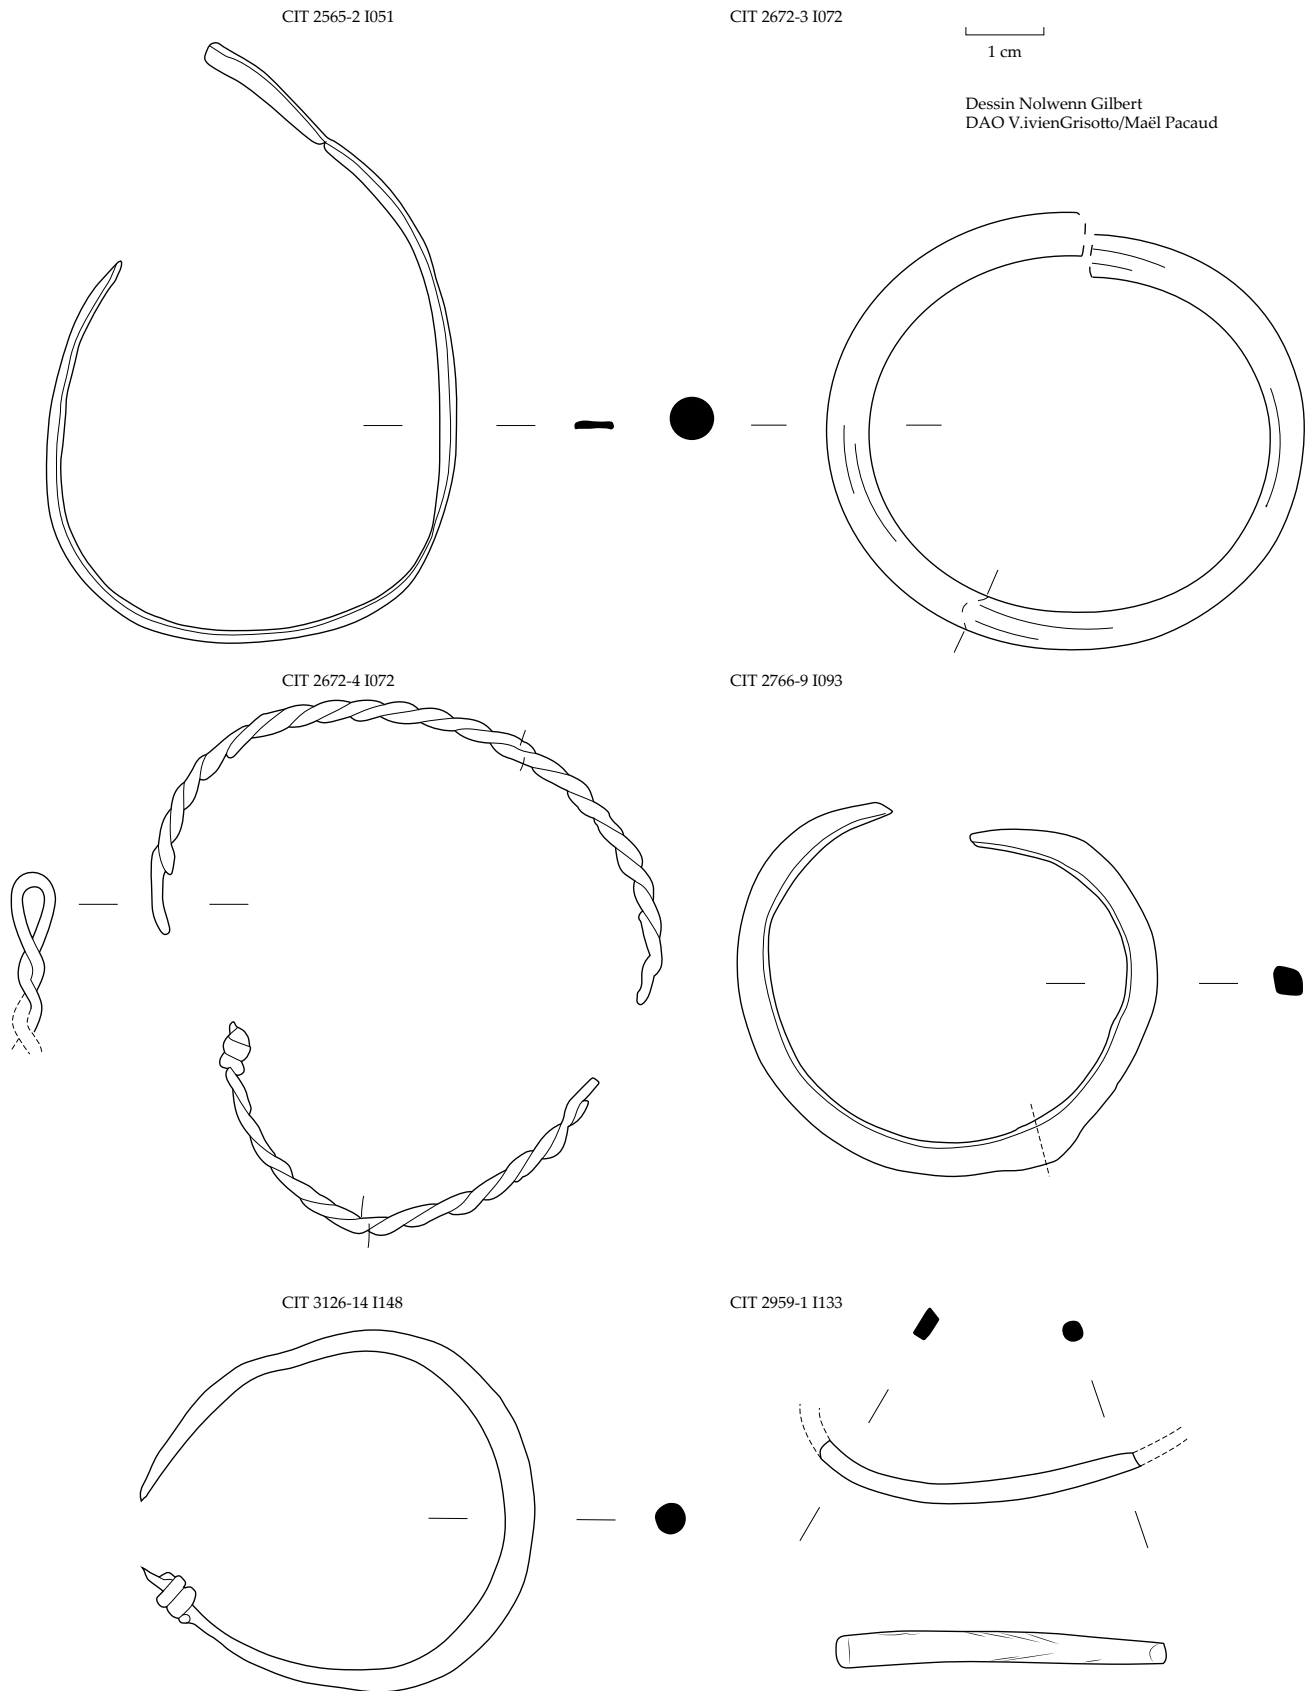 CIT 2565-2 I051
CIT 2672-3 I072
1 cm
Dessin Nolwenn Gilbert
DAO V.ivienGrisotto/Maël Pacaud
CIT 2672-4 I072
CIT 2766-9 I093
CIT 3126-14 I148
CIT 2959-1 I133